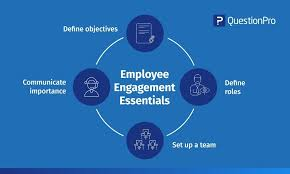 QuestionPro
Define objectives
Communicate
importance
Employee
Engagement
Essentials
Define
roles
Set up a team